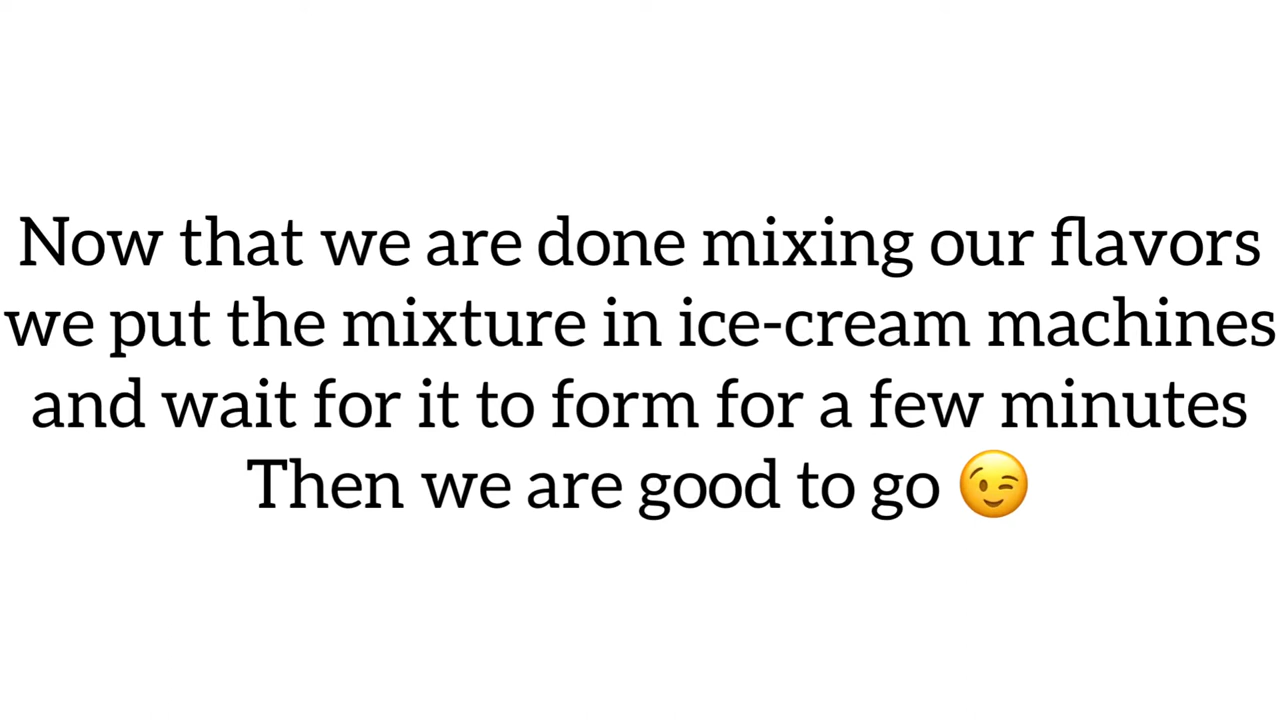 Now that we are done mixing our flavors
we put the mixture in ice-cream machines
and wait for it to form for a few minutes
Then we are good to go 😉